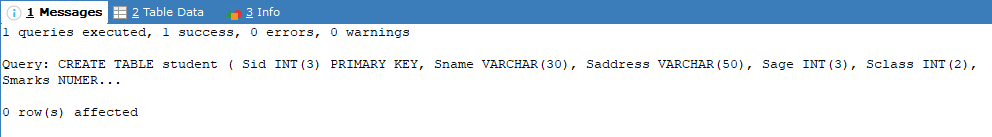 1 Messages 2 Table Data 3 Info
1 queries executed, 1 success, 0 errors, 0 warnings
Query: CREATE TABLE student ( Sid INT(3) PRIMARY KEY, Sname VARCHAR(30), Saddress VARCHAR(50), Sage INT(3), Sclass INT(2),
Smarks NUMER...
0 row(s) affected